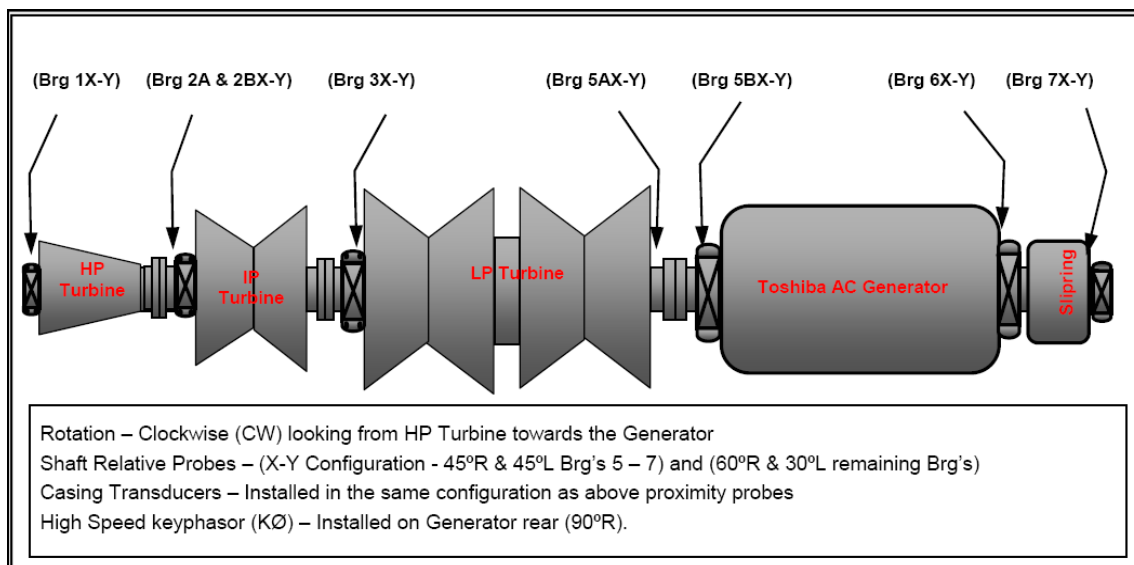 (Brg 1X-Y) (Brg 2A & 2BX-Y) (Brg 3X-Y) (Brg 5AX-Y) (Brg 5BX-Y) (Brg 6X-Y) (Brg 7X-Y)
HP
Turbine
IP
Turbine
LP Turbine
Toshiba AC Generator
Slipring
Rotation – Clockwise (CW) looking from HP Turbine towards the Generator
Shaft Relative Probes – (X-Y Configuration - 45ºR & 45ºL Brg's 5 – 7) and (60ºR & 30ºL remaining Brg's)
Casing Transducers – Installed in the same configuration as above proximity probes
High Speed keyphasor (KØ) – Installed on Generator rear (90ºR).